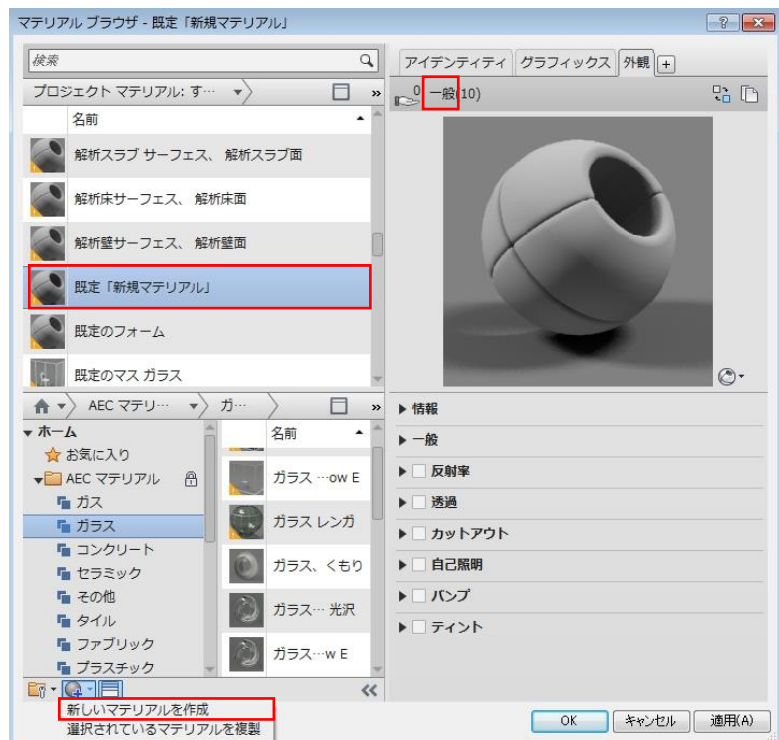 マテリアル ブラウザ - 既定「新規マテリアル」
検索
プロジェクト マテリアル: す…
名前
解析スラブ サーフェス、 解析スラブ面
解析床サーフェス、 解析床面
解析壁サーフェス、 解析壁面
既定「新規マテリアル」
既定のフォーム
既定のマス ガラス
AEC マテリ… ガ…
ホーム
お気に入り
AEC マテリアル
ガス
ガラス
コンクリート
セラミック
その他
タイル
ファブリック
プラスチック
名前
ガラス …ow E
ガラス レンガ
ガラス、くもり
ガラス… 光沢
ガラス…w E
新しいマテリアルを作成
選択されているマテリアルを複製
アイデンティティ グラフィックス 外観 +
0 一般(10)
情報
一般
反射率
透過
カットアウト
自己照明
バンプ
ティント
OK キャンセル 適用(A)